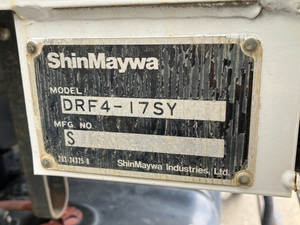 ShinMaywa
MODEL
DRF4-17SY
MFG. NO.
S
ShinMaywa Industries, Ltd.